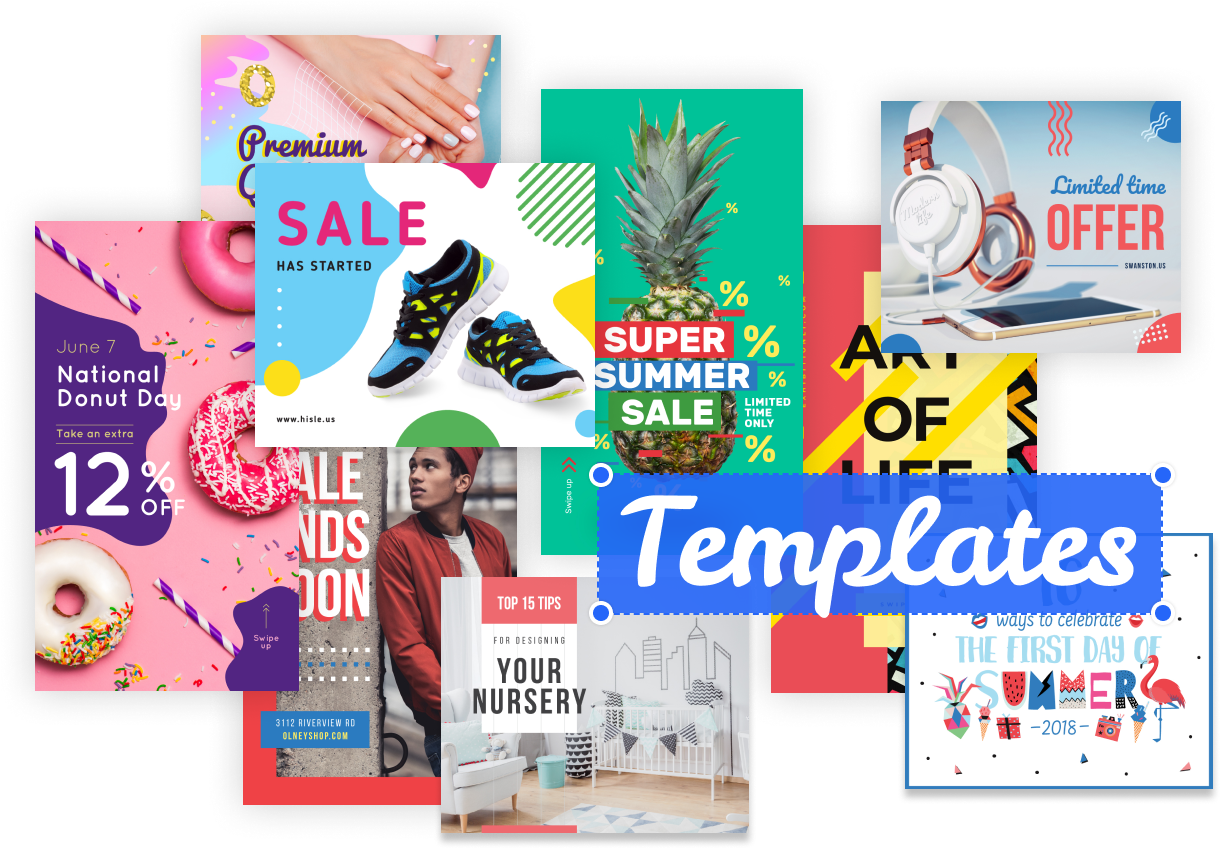 Premium
SALE
HAS STARTED
www.hisle.us
June 7
National
Donut Day
Take an extra
12% OFF
Swipe
up
%
%
%
%
SUPER
%
SUMMER
%
SALE
LIMITED
TIME
ONLY
%
%
Swipe up
Limited time
OFFER
SWANSTON.US
ART
OF
LIFE
Templates
ALE
NDS
OON
3112 RIVERVIEW RD
OLNEYSHOP.COM
TOP 15 TIPS
FOR DESIGNING
YOUR
NURSERY
ways to celebrate
THE FIRST DAY OF
SUMMER
-2018-